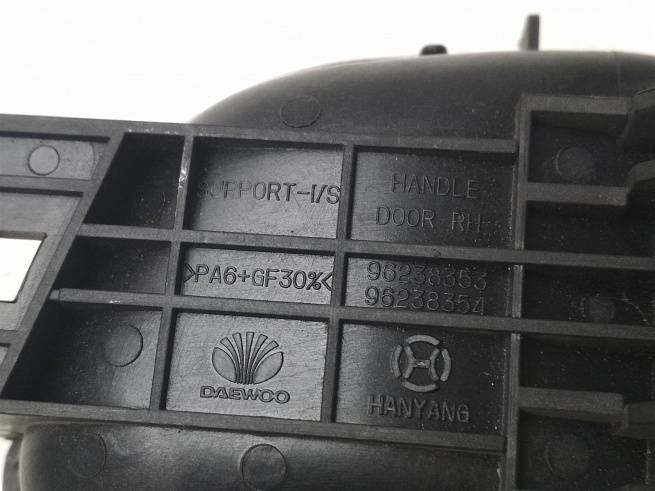 SUPPORT-I/S
HANDLE
DOOR RH
>PA6+GF30%<
96238353
96238354
DAEWOO
HANYANG